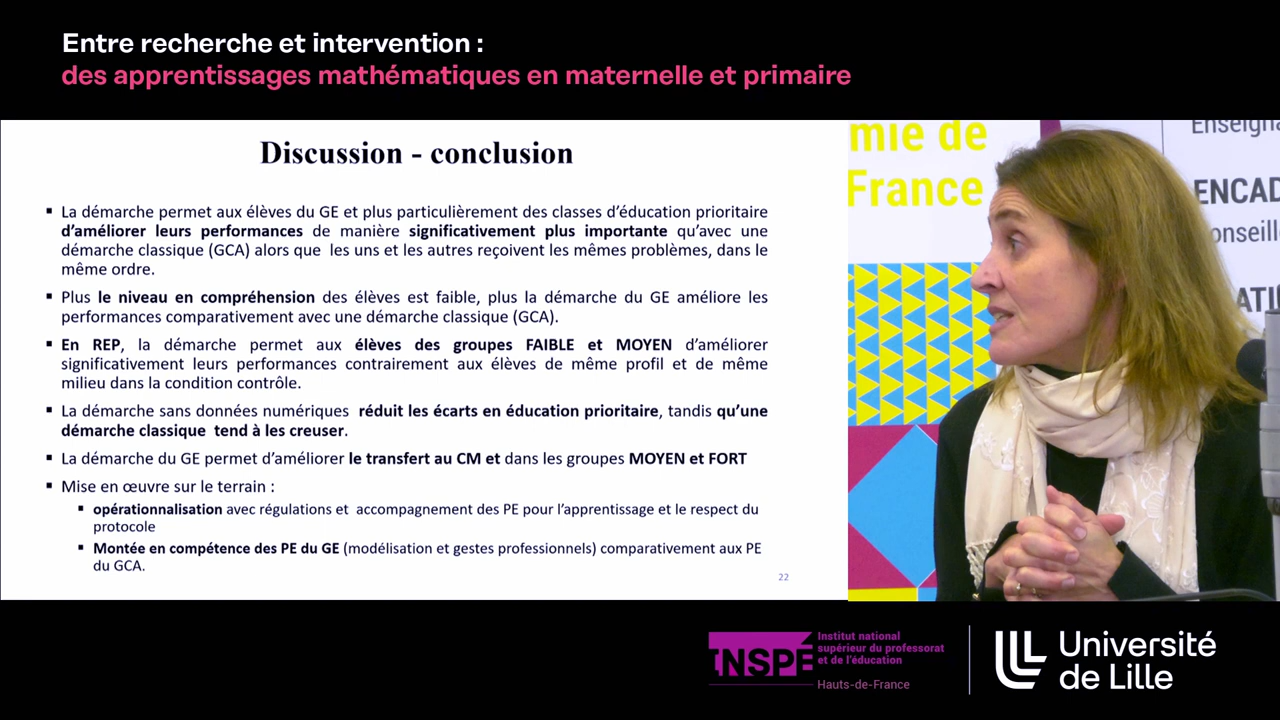 Entre recherche et intervention :
des apprentissages mathématiques en maternelle et primaire
Discussion - conclusion
▪ La démarche permet aux élèves du GE et plus particulièrement des classes d’éducation prioritaire
d’améliorer leurs performances de manière significativement plus importante qu’avec une
démarche classique (GCA) alors que les uns et les autres reçoivent les mêmes problèmes, dans le
même ordre.
▪ Plus le niveau en compréhension des élèves est faible, plus la démarche du GE améliore les
performances comparativement avec une démarche classique (GCA).
▪ En REP, la démarche permet aux élèves des groupes FAIBLE et MOYEN d’améliorer
significativement leurs performances contrairement aux élèves de même profil et de même
milieu dans la condition contrôle.
▪ La démarche sans données numériques réduit les écarts en éducation prioritaire, tandis qu’une
démarche classique tend à les creuser.
▪ La démarche du GE permet d’améliorer le transfert au CM et dans les groupes MOYEN et FORT
▪ Mise en œuvre sur le terrain :
▪ opérationnalisation avec régulations et accompagnement des PE pour l’apprentissage et le respect du
protocole
▪ Montée en compétence des PE du GE (modélisation et gestes professionnels) comparativement aux PE
du GCA.
22
mie de
France
Enseigna
ENCAD
onseille
ATI
INSPÉ
Institut national
supérieur du professorat
et de l’éducation
Hauts-de-France
Université
de Lille